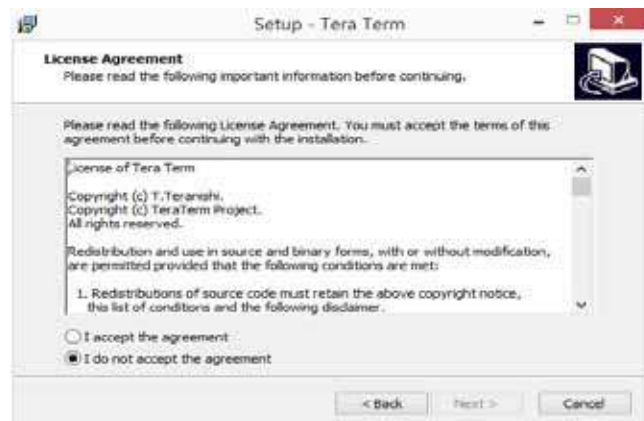 Setup - Tera Term
License Agreement
Please read the following important information before continuing.
Please read the following License Agreement. You must accept the terms of this
agreement before continuing with the installation.
License of Tera Term
Copyright (c) T.Teranishi.
Copyright (c) TeraTerm Project.
All rights reserved.
Redistribution and use in source and binary forms, with or without modification,
are permitted provided that the following conditions are met:
1. Redistributions of source code must retain the above copyright notice,
this list of conditions and the following disclaimer.
I accept the agreement
I do not accept the agreement
< Back Next > Cancel